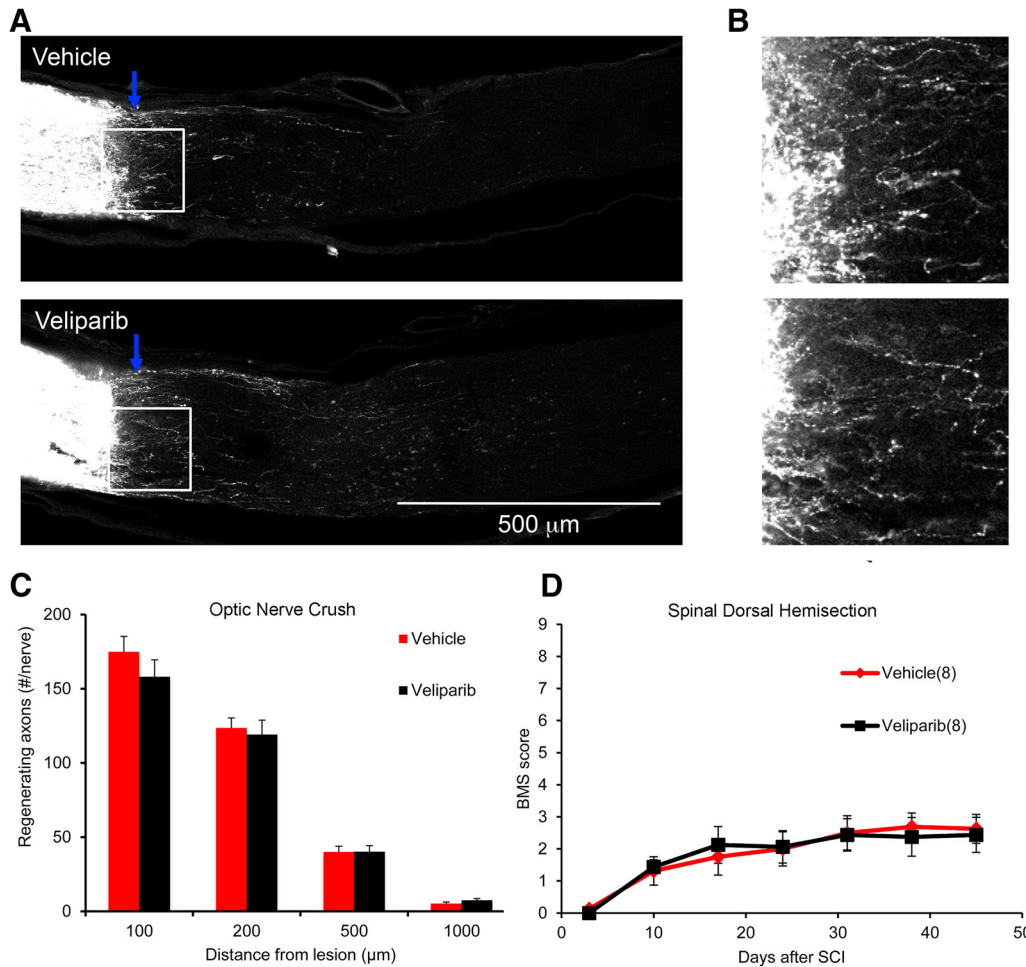 A
Vehicle
Veliparib
500 μm
B
C
Optic Nerve Crush
Vehicle
Veliparib
Regenerating axons (#/nerve)
200
150
100
50
0
100 200 500 1000
Distance from lesion (μm)
D
Spinal Dorsal Hemisection
Vehicle(8)
Veliparib(8)
BMS score
9
8
7
6
5
4
3
2
1
0
0 10 20 30 40 50
Days after SCI